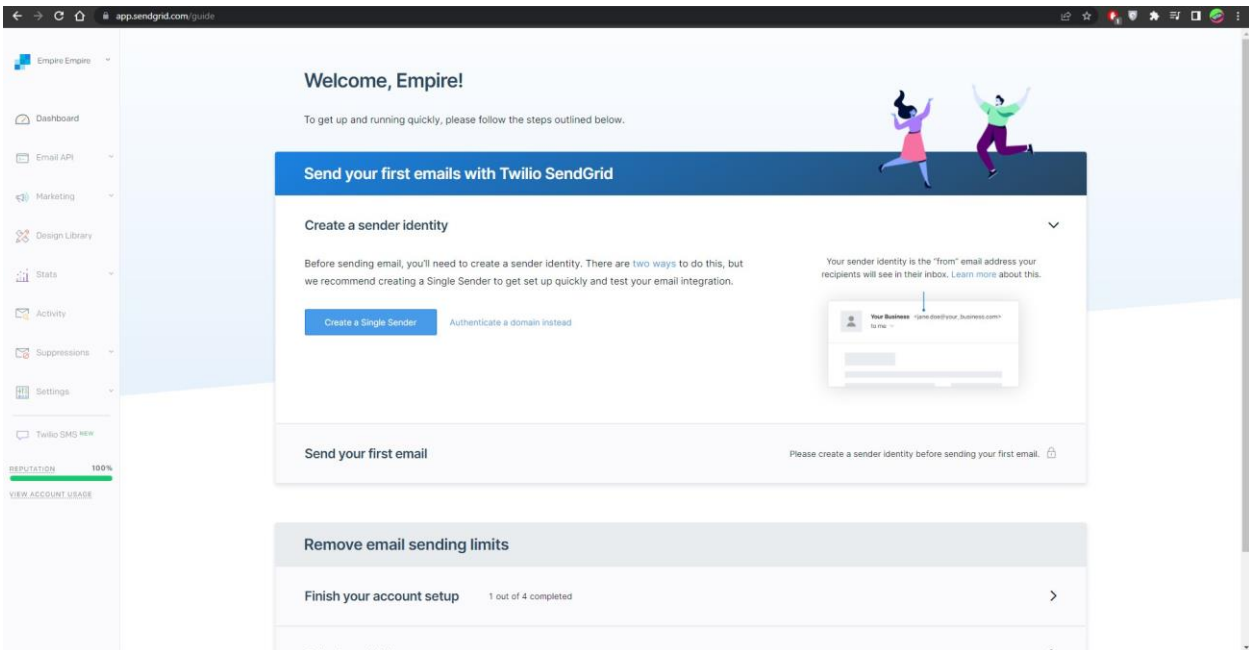 app.sendgrid.com/guide
Empire Empire
Dashboard
Email API
Marketing
Design Library
Stats
Activity
Suppressions
Settings
Twilio SMS NEW
REPUTATION 100%
VIEW ACCOUNT USAGE
Welcome, Empire!
To get up and running quickly, please follow the steps outlined below.
Send your first emails with Twilio SendGrid
Create a sender identity
Before sending email, you'll need to create a sender identity. There are two ways to do this, but
we recommend creating a Single Sender to get set up quickly and test your email integration.
Create a Single Sender
Authenticate a domain instead
Your sender identity is the "from" email address your
recipients will see in their inbox. Learn more about this.
Your Business <jane.doe@your_business.com>
to me
Send your first email
Please create a sender identity before sending your first email.
Remove email sending limits
Finish your account setup
1 out of 4 completed